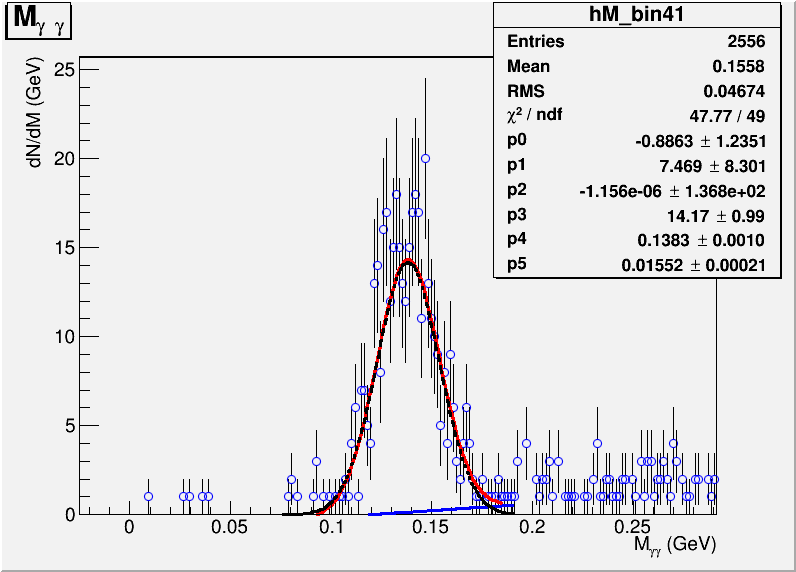 M γ γ
hM_bin41
Entries 2556
Mean 0.1558
RMS 0.04674
χ² / ndf 47.77 / 49
p0 -0.8863 ± 1.2351
p1 7.469 ± 8.301
p2 -1.156e-06 ± 1.368e+02
p3 14.17 ± 0.99
p4 0.1383 ± 0.0010
p5 0.01552 ± 0.00021
dN/dM (GeV)
25
20
15
10
5
0
0 0.05 0.1 0.15 0.2 0.25
Mγγ (GeV)